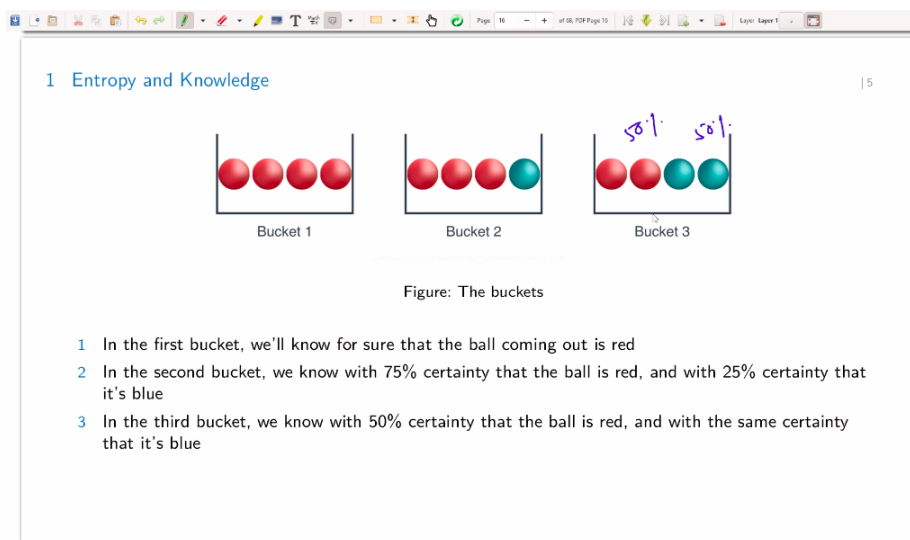 Page 16 of 68, PDF Page 16 Layer Layer 1
1 Entropy and Knowledge
| 5
50% 50%
Bucket 1 Bucket 2 Bucket 3
Figure: The buckets
1 In the first bucket, we'll know for sure that the ball coming out is red
2 In the second bucket, we know with 75% certainty that the ball is red, and with 25% certainty that
it's blue
3 In the third bucket, we know with 50% certainty that the ball is red, and with the same certainty
that it's blue